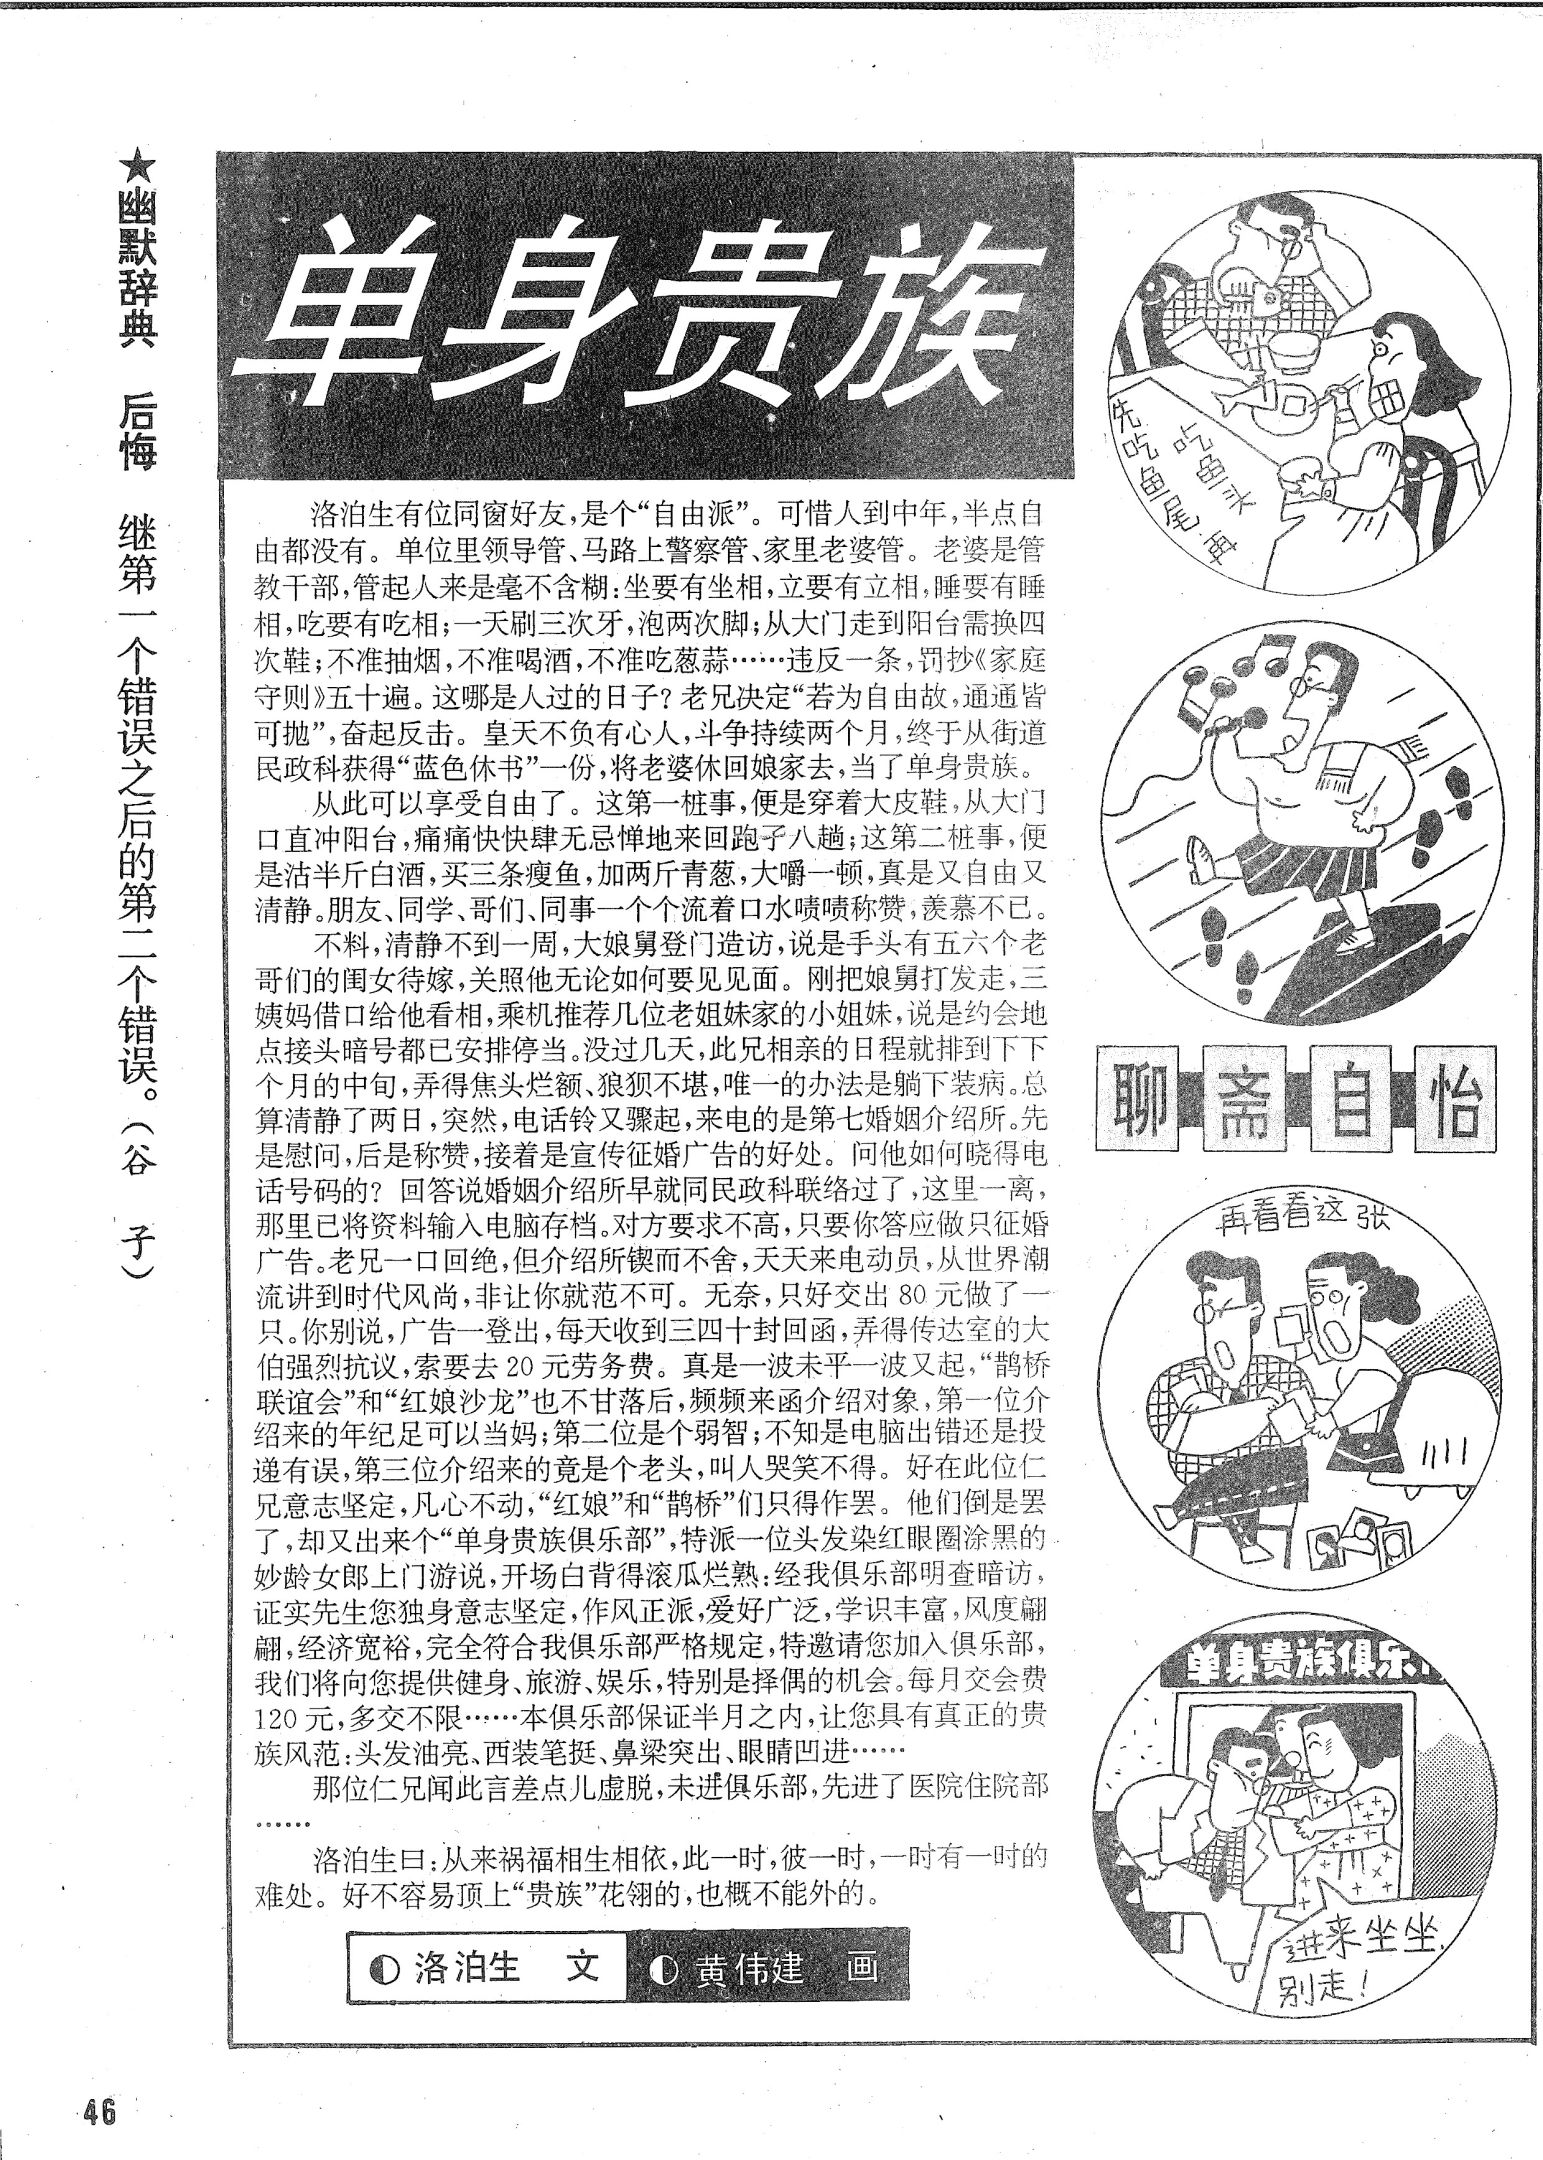 ★幽默辞典　后悔　继第一个错误之后的第二个错误。（谷　子）
单身贵族
洛泊生有位同窗好友,是个“自由派”。可惜人到中年,半点自
由都没有。单位里领导管、马路上警察管、家里老婆管。老婆是管
教干部,管起人来是毫不含糊:坐要有坐相,立要有立相,睡要有睡
相,吃要有吃相;一天刷三次牙,泡两次脚;从大门走到阳台需换四
次鞋;不准抽烟,不准喝酒,不准吃葱蒜……违反一条,罚抄《家庭
守则》五十遍。这哪是人过的日子？老兄决定“若为自由故,通通皆
可抛”,奋起反击。皇天不负有心人,斗争持续两个月,终于从街道
民政科获得“蓝色休书”一份,将老婆休回娘家去,当了单身贵族。
从此可以享受自由了。这第一桩事,便是穿着大皮鞋,从大门
口直冲阳台,痛痛快快肆无忌惮地来回跑了八趟;这第二桩事,便
是沽半斤白酒,买三条瘦鱼,加两斤青葱,大嚼一顿,真是又自由又
清静。朋友、同学、哥们、同事一个个流着口水啧啧称赞,羡慕不已。
不料,清静不到一周,大娘舅登门造访,说是手头有五六个老
哥们的闺女待嫁,关照他无论如何要见见面。刚把娘舅打发走,三
姨妈借口给他看相,乘机推荐几位老姐妹家的小姐妹,说是约会地
点接头暗号都已安排停当。没过几天,此兄相亲的日程就排到下下
个月的中旬,弄得焦头烂额、狼狈不堪,唯一的办法是躺下装病。总
算清静了两日,突然,电话铃又骤起,来电的是第七婚姻介绍所。先
是慰问,后是称赞,接着是宣传征婚广告的好处。问他如何晓得电
话号码的？回答说婚姻介绍所早就同民政科联络过了,这里一离,
那里已将资料输入电脑存档。对方要求不高,只要你答应做只征婚
广告。老兄一口回绝,但介绍所锲而不舍,天天来电动员,从世界潮
流讲到时代风尚,非让你就范不可。无奈,只好交出80元做了一
只。你别说,广告一登出,每天收到三四十封回函,弄得传达室的大
伯强烈抗议,索要去20元劳务费。真是一波未平一波又起,“鹊桥
联谊会”和“红娘沙龙”也不甘落后,频频来函介绍对象,第一位介
绍来的年纪足可以当妈;第二位是个弱智;不知是电脑出错还是投
递有误,第三位介绍来的竟是个老头,叫人哭笑不得。好在此位仁
兄意志坚定,凡心不动,“红娘”和“鹊桥”们只得作罢。他们倒是罢
了,却又出来个“单身贵族俱乐部”,特派一位头发染红眼圈涂黑的
妙龄女郎上门游说,开场白背得滚瓜烂熟:经我俱乐部明查暗访,
证实先生您独身意志坚定,作风正派,爱好广泛,学识丰富,风度翩
翩,经济宽裕,完全符合我俱乐部严格规定,特邀请您加入俱乐部,
我们将向您提供健身、旅游、娱乐,特别是择偶的机会。每月交会费
120元,多交不限……本俱乐部保证半月之内,让您具有真正的贵
族风范:头发油亮、西装笔挺、鼻梁突出、眼睛凹进……
那位仁兄闻此言差点儿虚脱,未进俱乐部,先进了医院住院部
……
洛泊生曰:从来祸福相生相依,此一时,彼一时,一时有一时的
难处。好不容易顶上“贵族”花翎的,也概不能外的。
◐洛泊生　文　◐黄伟建　画
先吃鱼尾.再
吃鱼头
聊斋自怡
再看看这张
单身贵族俱乐
进来坐坐.
别走！
46